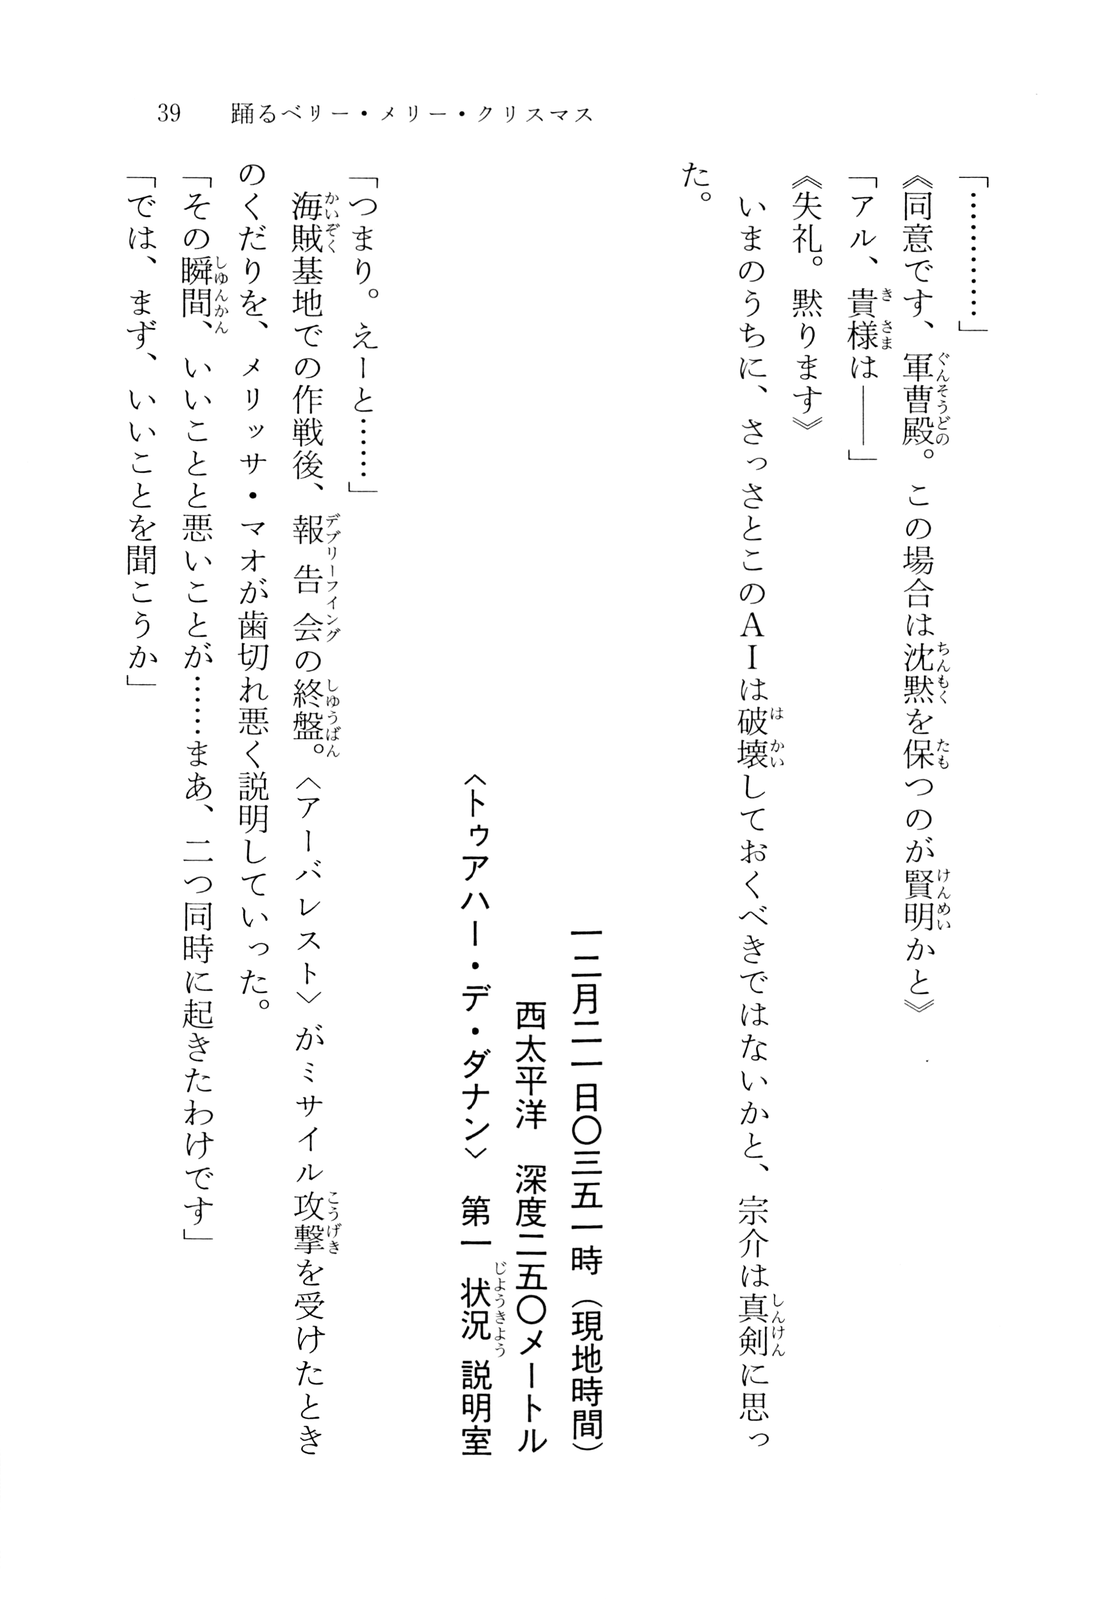 39　踊るベリー・メリー・クリスマス
「…………」
《同意です、軍曹殿。この場合は沈黙を保つのが賢明かと》
「アル、貴様は――」
《失礼。黙ります》
　いまのうちに、さっさとこのＡＩは破壊しておくべきではないかと、宗介は真剣に思っ
た。
一二月二一日〇三五一時（現地時間）
西太平洋　深度二五〇メートル
〈トゥアハー・デ・ダナン〉　第一状況説明室
「つまり。えーと……」
　海賊基地での作戦後、報告会の終盤。〈アーバレスト〉がミサイル攻撃を受けたとき
のくだりを、メリッサ・マオが歯切れ悪く説明していった。
「その瞬間、いいことと悪いことが……まあ、二つ同時に起きたわけです」
「では、まず、いいことを聞こうか」